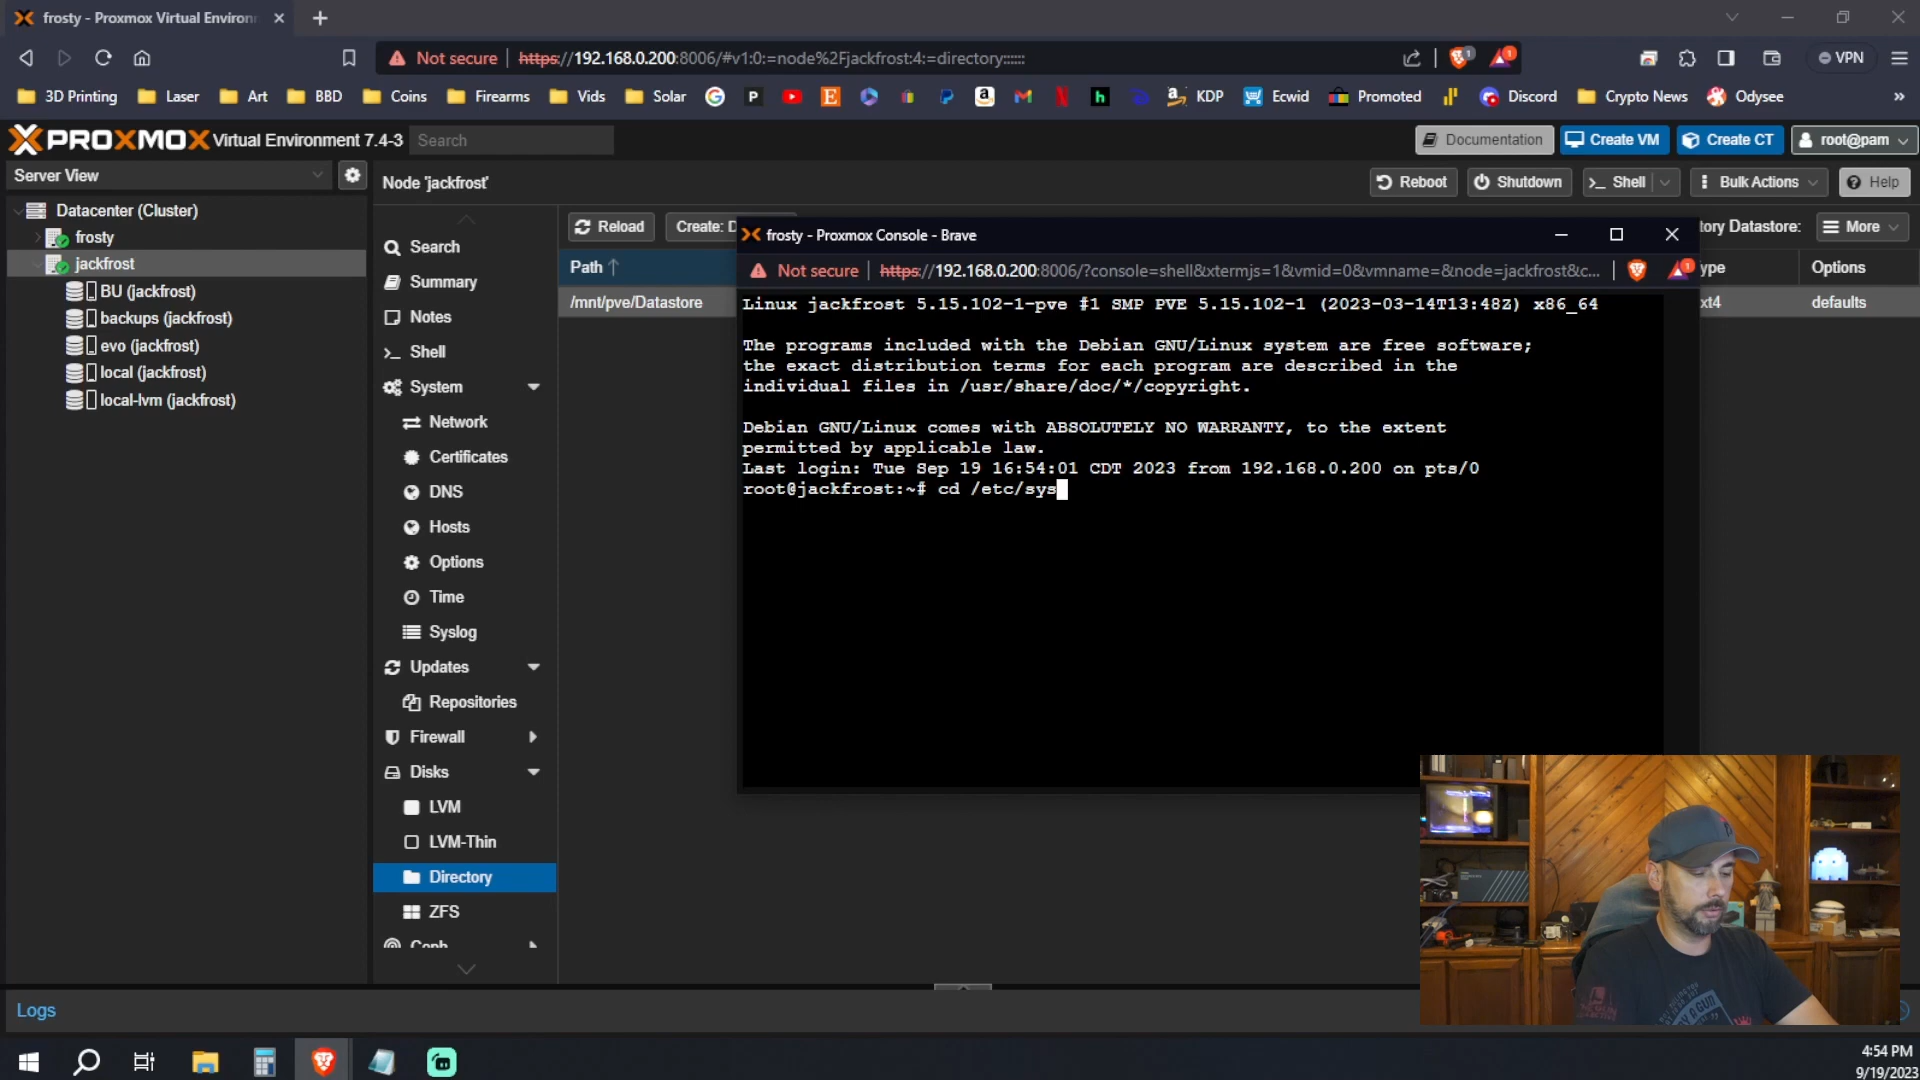 frosty - Proxmox Virtual Environ
Not secure
https://192.168.0.200:8006/#v1:0:=node%2Fjackfrost:4:=directory::::::
VPN
3D Printing
Laser
Art
BBD
Coins
Firearms
Vids
Solar
KDP
Ecwid
Promoted
Discord
Crypto News
Odysee
»
PROXMOX Virtual Environment 7.4-3
Search
Documentation
Create VM
Create CT
root@pam
Server View
Node 'jackfrost'
Reboot
Shutdown
Shell
Bulk Actions
Help
Datacenter (Cluster)
frosty
jackfrost
BU (jackfrost)
backups (jackfrost)
evo (jackfrost)
local (jackfrost)
local-lvm (jackfrost)
Search
Summary
Notes
Shell
System
Network
Certificates
DNS
Hosts
Options
Time
Syslog
Updates
Repositories
Firewall
Disks
LVM
LVM-Thin
Directory
ZFS
Ceph
Reload
Create: D
tory Datastore:
More
Path
ype
Options
/mnt/pve/Datastore
xt4
defaults
frosty - Proxmox Console - Brave
Not secure
https://192.168.0.200:8006/?console=shell&xtermjs=1&vmid=0&vmname=&node=jackfrost&c...
Linux jackfrost 5.15.102-1-pve #1 SMP PVE 5.15.102-1 (2023-03-14T13:48Z) x86_64
The programs included with the Debian GNU/Linux system are free software;
the exact distribution terms for each program are described in the
individual files in /usr/share/doc/*/copyright.
Debian GNU/Linux comes with ABSOLUTELY NO WARRANTY, to the extent
permitted by applicable law.
Last login: Tue Sep 19 16:54:01 CDT 2023 from 192.168.0.200 on pts/0
root@jackfrost:~# cd /etc/sys
Logs
4:54 PM
9/19/2023